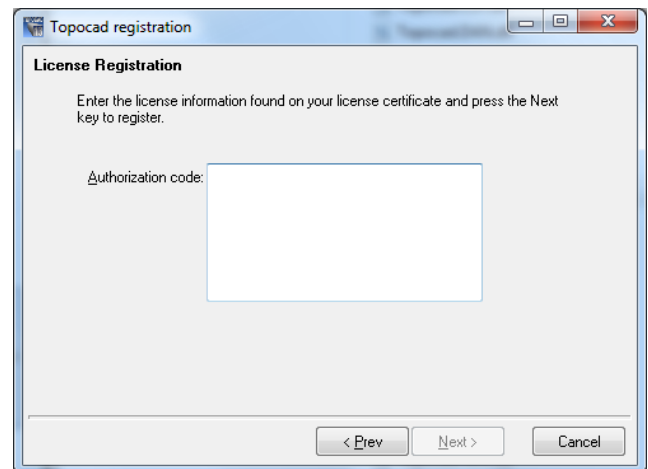 Topocad registration
License Registration
Enter the license information found on your license certificate and press the Next
key to register.
Authorization code:
< Prev
Next >
Cancel